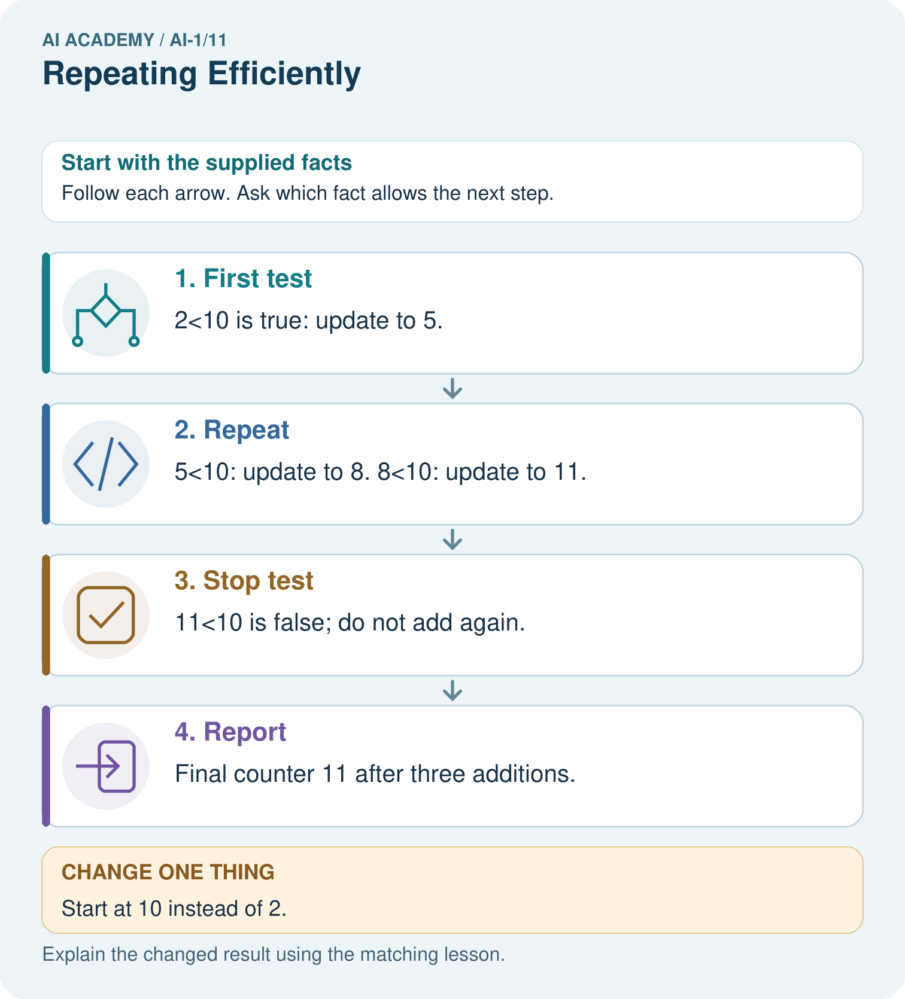 AI ACADEMY / AI-1/11
Repeating Efficiently
Start with the supplied facts
Follow each arrow. Ask which fact allows the next step.
1. First test
2<10 is true: update to 5.
2. Repeat
5<10: update to 8. 8<10: update to 11.
3. Stop test
11<10 is false; do not add again.
4. Report
Final counter 11 after three additions.
CHANGE ONE THING
Start at 10 instead of 2.
Explain the changed result using the matching lesson.